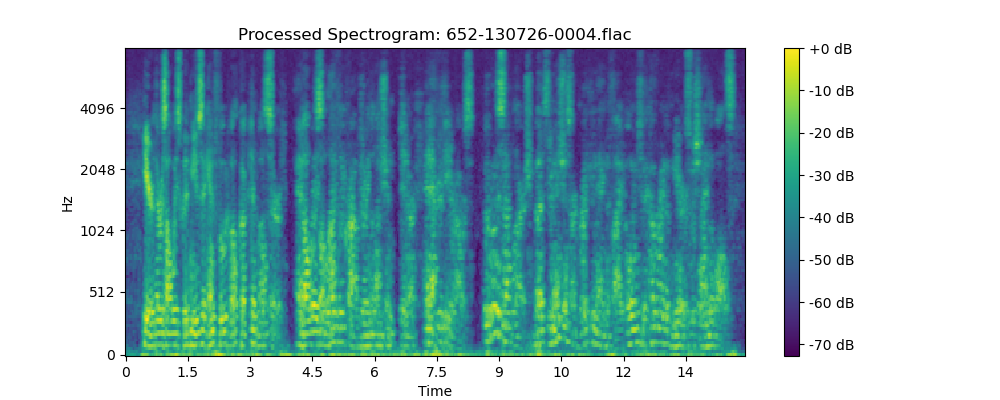 Processed Spectrogram: 652-130726-0004.flac
Hz
4096
2048
1024
512
0
0 1.5 3 4.5 6 7.5 9 10 12 14
Time
+0 dB
-10 dB
-20 dB
-30 dB
-40 dB
-50 dB
-60 dB
-70 dB